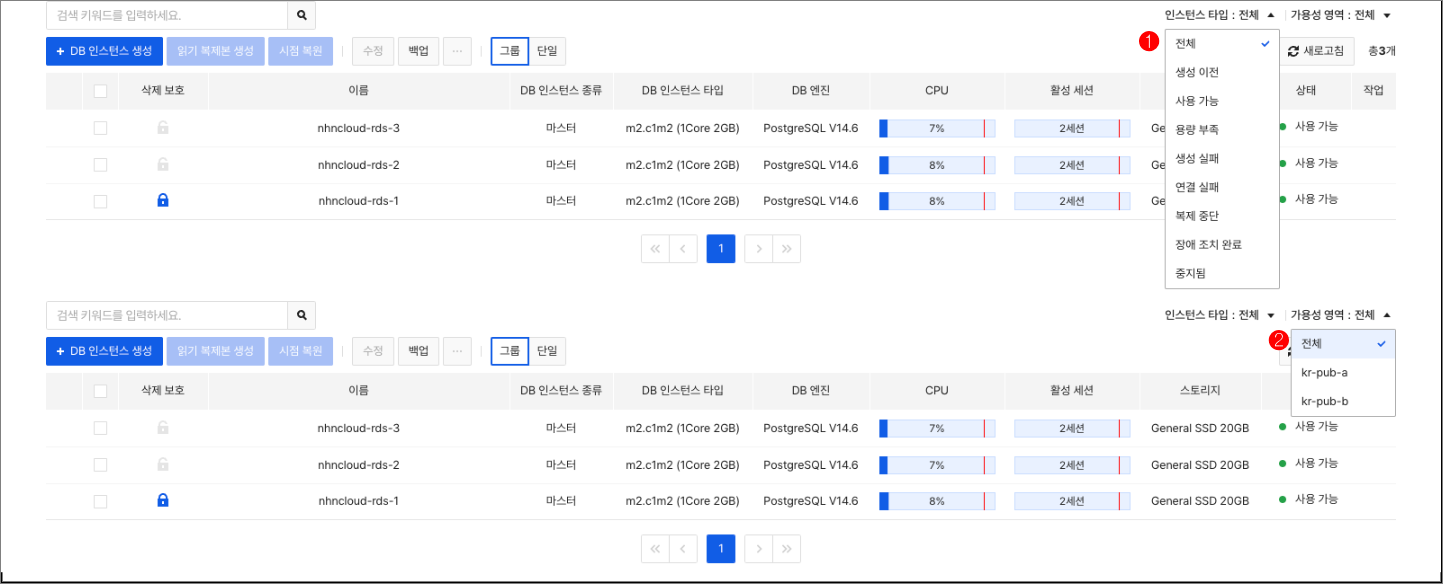 검색 키워드를 입력하세요.
인스턴스 타입 : 전체 가용성 영역 : 전체
+ DB 인스턴스 생성 읽기 복제본 생성 시점 복원 수정 백업 ... 그룹 단일
1
전체
생성 이전
사용 가능
용량 부족
생성 실패
연결 실패
복제 중단
장애 조치 완료
중지됨
새로고침 총3개
삭제 보호 이름 DB 인스턴스 종류 DB 인스턴스 타입 DB 엔진 CPU 활성 세션 상태 작업
nhncloud-rds-3 마스터 m2.c1m2 (1Core 2GB) PostgreSQL V14.6 7% 2세션 Ge 사용 가능
nhncloud-rds-2 마스터 m2.c1m2 (1Core 2GB) PostgreSQL V14.6 8% 2세션 Ge 사용 가능
nhncloud-rds-1 마스터 m2.c1m2 (1Core 2GB) PostgreSQL V14.6 8% 2세션 Ge 사용 가능
1
검색 키워드를 입력하세요.
인스턴스 타입 : 전체 가용성 영역 : 전체
+ DB 인스턴스 생성 읽기 복제본 생성 시점 복원 수정 백업 ... 그룹 단일
2
전체
kr-pub-a
kr-pub-b
삭제 보호 이름 DB 인스턴스 종류 DB 인스턴스 타입 DB 엔진 CPU 활성 세션 스토리지
nhncloud-rds-3 마스터 m2.c1m2 (1Core 2GB) PostgreSQL V14.6 7% 2세션 General SSD 20GB 사용 가능
nhncloud-rds-2 마스터 m2.c1m2 (1Core 2GB) PostgreSQL V14.6 7% 2세션 General SSD 20GB 사용 가능
nhncloud-rds-1 마스터 m2.c1m2 (1Core 2GB) PostgreSQL V14.6 8% 2세션 General SSD 20GB 사용 가능
1